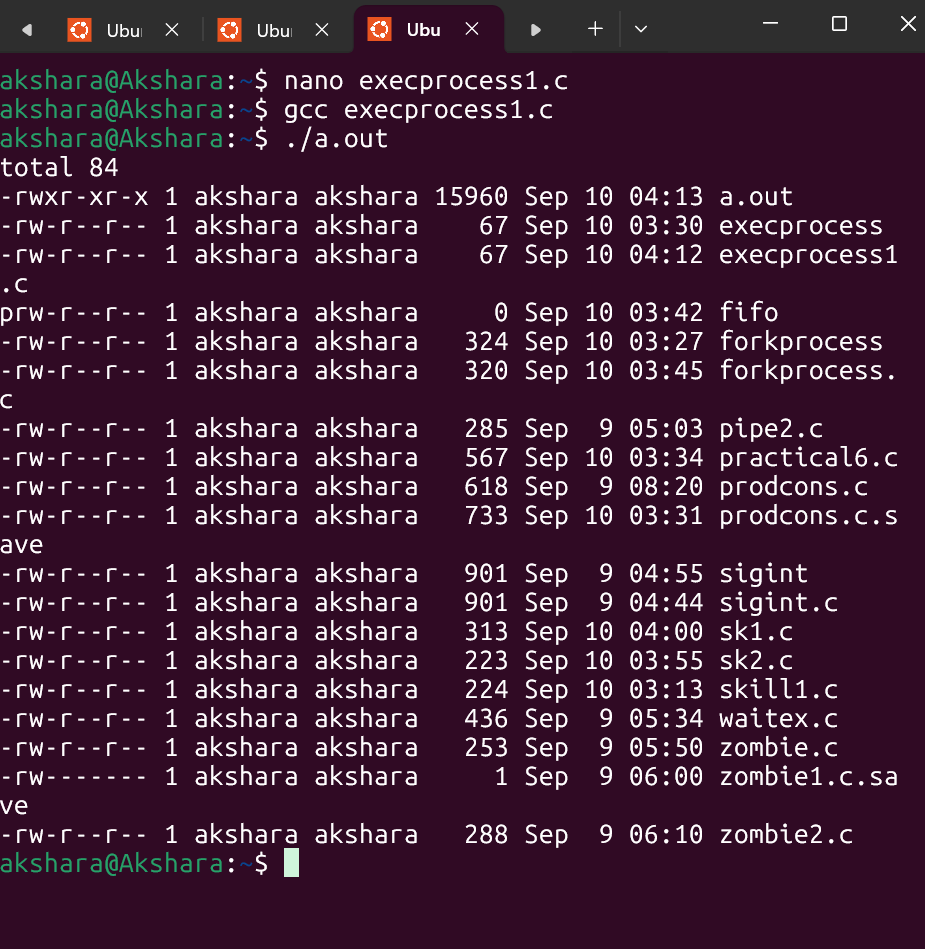 Ubu Ubu Ubu
akshara@Akshara:~$ nano execprocess1.c
akshara@Akshara:~$ gcc execprocess1.c
akshara@Akshara:~$ ./a.out
total 84
-rwxr-xr-x 1 akshara akshara 15960 Sep 10 04:13 a.out
-rw-r--r-- 1 akshara akshara    67 Sep 10 03:30 execprocess
-rw-r--r-- 1 akshara akshara    67 Sep 10 04:12 execprocess1
.c
prw-r--r-- 1 akshara akshara     0 Sep 10 03:42 fifo
-rw-r--r-- 1 akshara akshara   324 Sep 10 03:27 forkprocess
-rw-r--r-- 1 akshara akshara   320 Sep 10 03:45 forkprocess.
c
-rw-r--r-- 1 akshara akshara   285 Sep  9 05:03 pipe2.c
-rw-r--r-- 1 akshara akshara   567 Sep 10 03:34 practical6.c
-rw-r--r-- 1 akshara akshara   618 Sep  9 08:20 prodcons.c
-rw-r--r-- 1 akshara akshara   733 Sep 10 03:31 prodcons.c.s
ave
-rw-r--r-- 1 akshara akshara   901 Sep  9 04:55 sigint
-rw-r--r-- 1 akshara akshara   901 Sep  9 04:44 sigint.c
-rw-r--r-- 1 akshara akshara   313 Sep 10 04:00 sk1.c
-rw-r--r-- 1 akshara akshara   223 Sep 10 03:55 sk2.c
-rw-r--r-- 1 akshara akshara   224 Sep 10 03:13 skill1.c
-rw-r--r-- 1 akshara akshara   436 Sep  9 05:34 waitex.c
-rw-r--r-- 1 akshara akshara   253 Sep  9 05:50 zombie.c
-rw------- 1 akshara akshara     1 Sep  9 06:00 zombie1.c.sa
ve
-rw-r--r-- 1 akshara akshara   288 Sep  9 06:10 zombie2.c
akshara@Akshara:~$